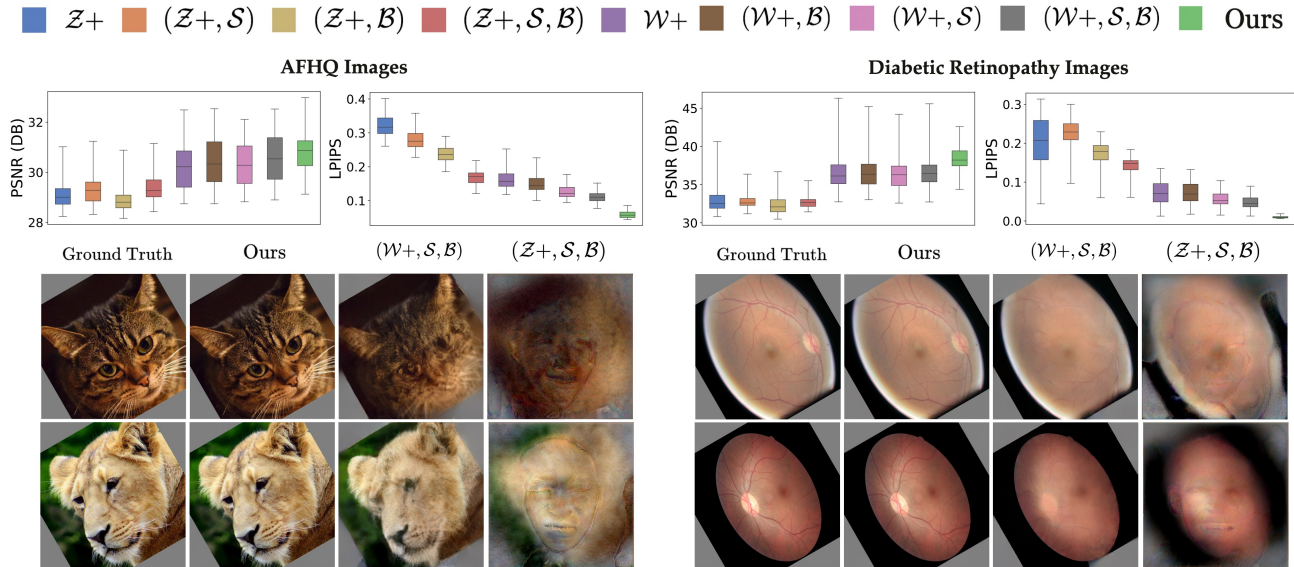 Z+ (Z+, S) (Z+, B) (Z+, S, B) W+ (W+, B) (W+, S) (W+, S, B) Ours
AFHQ Images Diabetic Retinopathy Images
PSNR (DB)
32
30
28
LPIPS
0.4
0.3
0.2
0.1
PSNR (DB)
45
40
35
30
LPIPS
0.3
0.2
0.1
0.0
Ground Truth Ours (W+, S, B) (Z+, S, B) Ground Truth Ours (W+, S, B) (Z+, S, B)